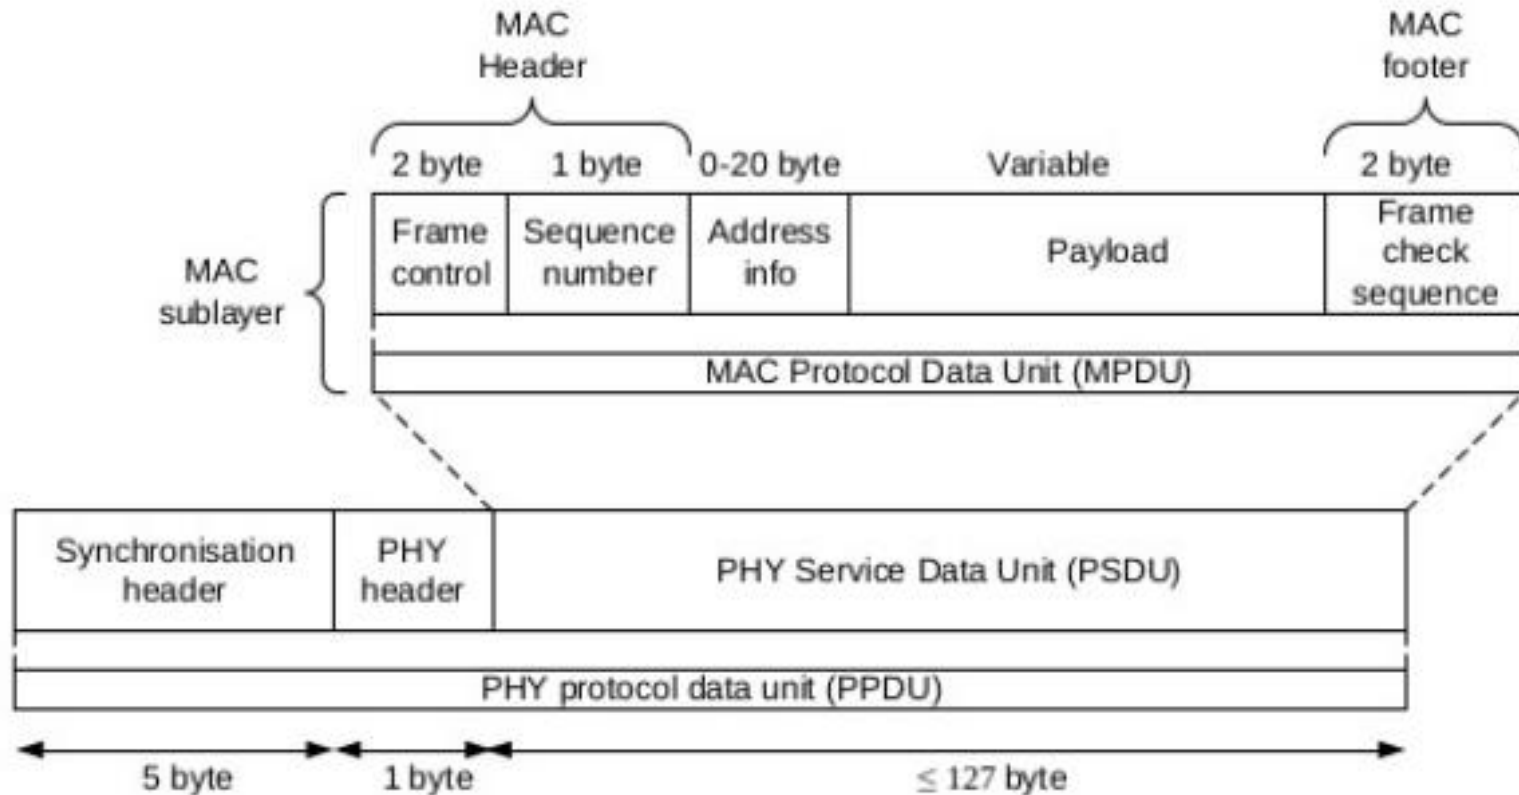 MAC
Header
MAC
footer
2 byte
1 byte
0-20 byte
Variable
2 byte
Frame
control
Sequence
number
Address
info
Payload
Frame
check
sequence
MAC
sublayer
MAC Protocol Data Unit (MPDU)
Synchronisation
header
PHY
header
PHY Service Data Unit (PSDU)
PHY protocol data unit (PPDU)
5 byte
1 byte
≤ 127 byte